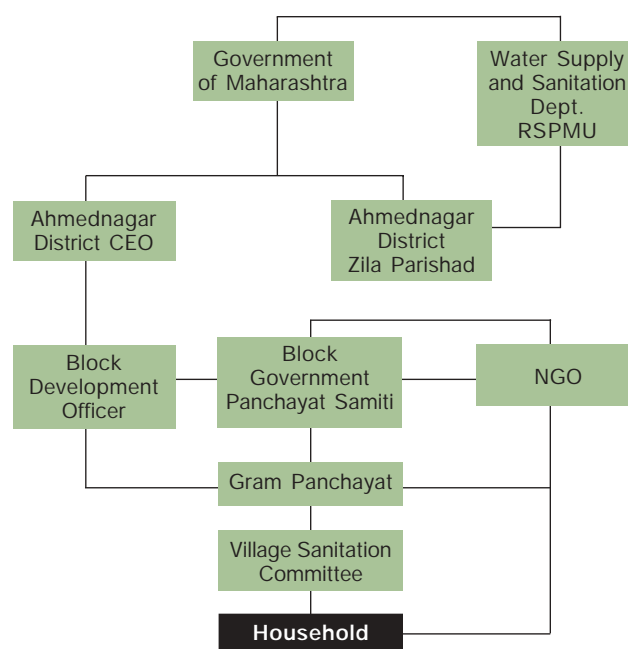 Government
of Maharashtra
Water Supply
and Sanitation
Dept.
RSPMU
Ahmednagar
District CEO
Ahmednagar
District
Zila Parishad
Block
Development
Officer
Block
Government
Panchayat Samiti
NGO
Gram Panchayat
Village Sanitation
Committee
Household